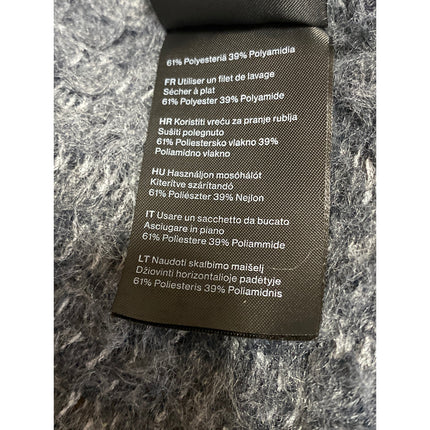 61% Polyesteriä 39% Polyamidia
FR Utiliser un filet de lavage
Sécher à plat
61% Polyester 39% Polyamide
HR Koristiti vreću za pranje rublja
Sušiti polegnuto
61% Poliestersko vlakno 39%
Poliamidno vlakno
HU Használjon mosóhálót
Kiterítve szárítandó
61% Poliészter 39% Nejlon
IT Usare un sacchetto da bucato
Asciugare in piano
61% Poliestere 39% Poliammide
LT Naudoti skalbimo maišelį
Džiovinti horizontalioje padėtyje
61% Poliesteris 39% Poliamidnis